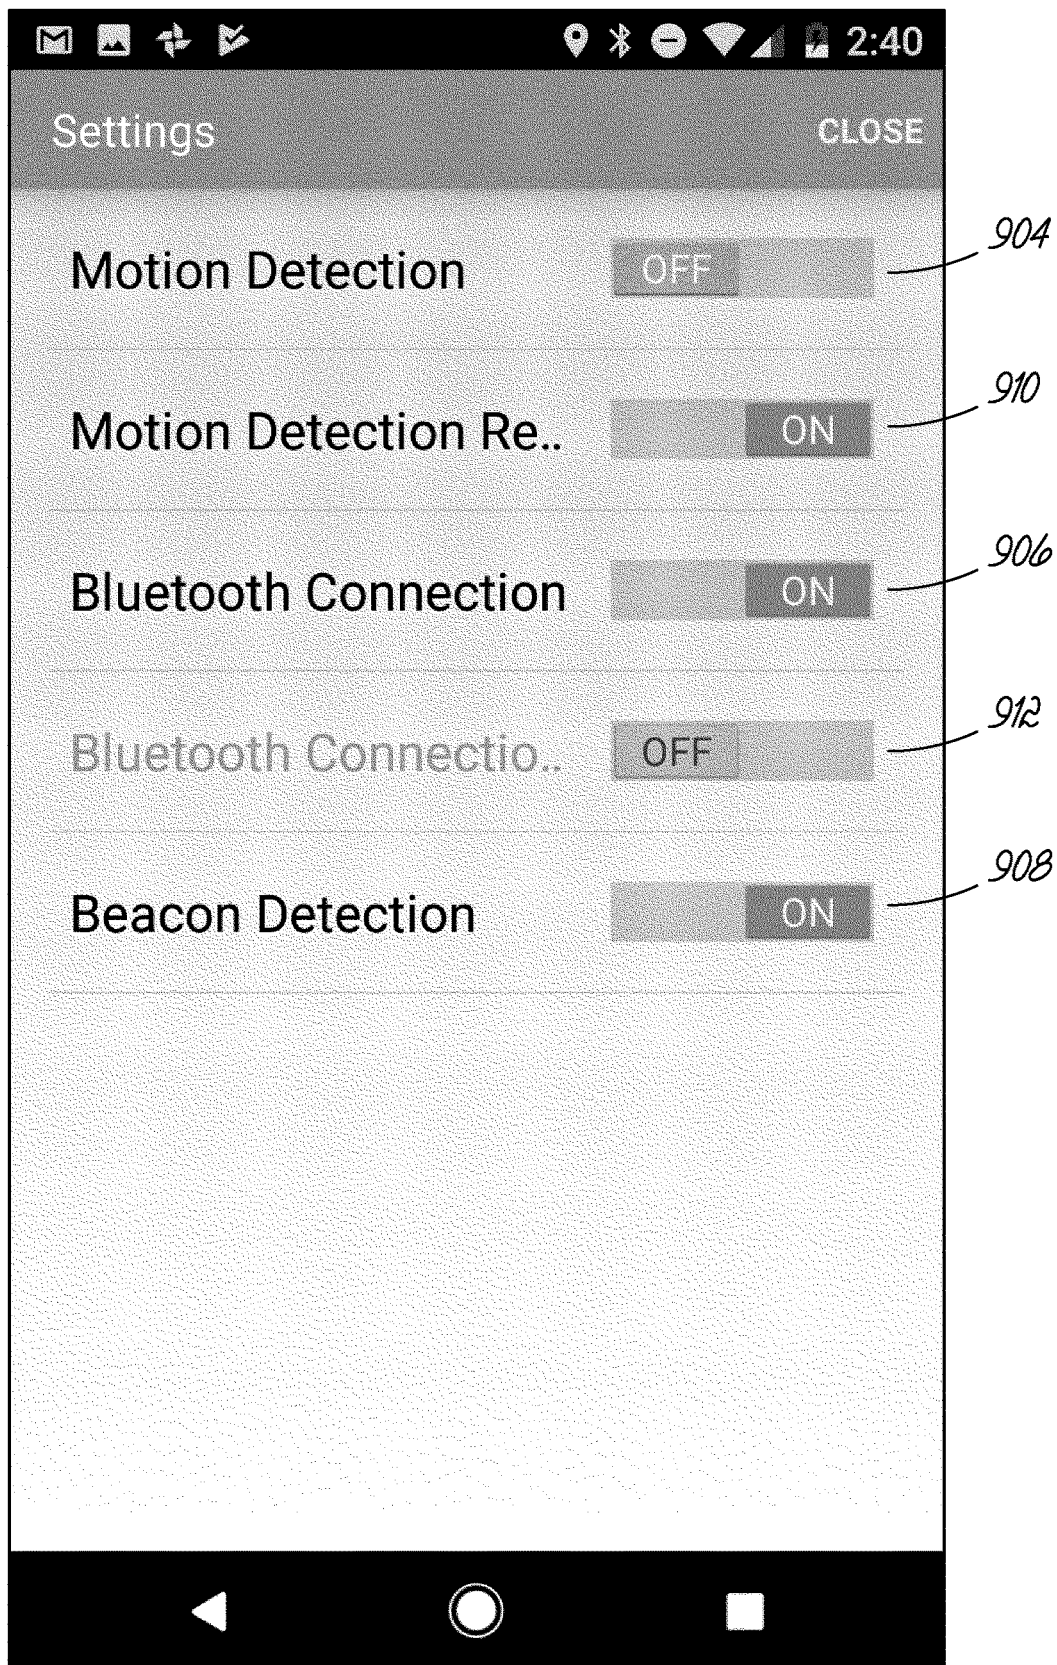 2:40
Settings CLOSE
904
Motion Detection OFF
910
Motion Detection Re.. ON
906
Bluetooth Connection ON
912
Bluetooth Connectio.. OFF
908
Beacon Detection ON